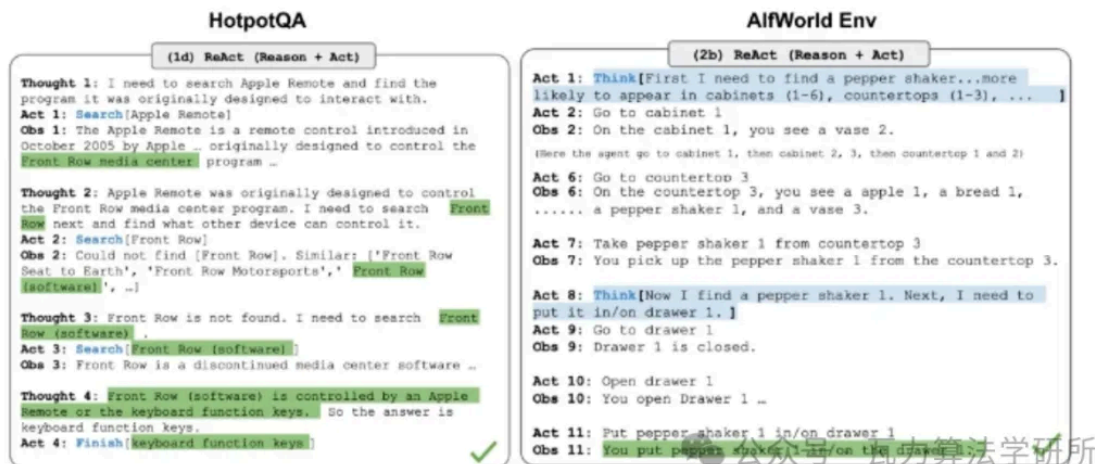 HotpotQA
(1d) ReAct (Reason + Act)
Thought 1: I need to search Apple Remote and find the
program it was originally designed to interact with.
Act 1: Search[Apple Remote]
Obs 1: The Apple Remote is a remote control introduced in
October 2005 by Apple … originally designed to control the
Front Row media center program …
Thought 2: Apple Remote was originally designed to control
the Front Row media center program. I need to search Front
Row next and find what other device can control it.
Act 2: Search[Front Row]
Obs 2: Could not find [Front Row]. Similar: ['Front Row
Seat to Earth', 'Front Row Motorsports',' Front Row
(software)', …]
Thought 3: Front Row is not found. I need to search Front
Row (software) .
Act 3: Search[Front Row (software)]
Obs 3: Front Row is a discontinued media center software …
Thought 4: Front Row (software) is controlled by an Apple
Remote or the keyboard function keys. So the answer is
keyboard function keys.
Act 4: Finish[keyboard function keys]
AlfWorld Env
(2b) ReAct (Reason + Act)
Act 1: Think[First I need to find a pepper shaker...more
likely to appear in cabinets (1-6), countertops (1-3), ... ]
Act 2: Go to cabinet 1
Obs 2: On the cabinet 1, you see a vase 2.
(Here the agent go to cabinet 1, then cabinet 2, 3, then countertop 1 and 2)
Act 6: Go to countertop 3
Obs 6: On the countertop 3, you see a apple 1, a bread 1,
...... a pepper shaker 1, and a vase 3.
Act 7: Take pepper shaker 1 from countertop 3
Obs 7: You pick up the pepper shaker 1 from the countertop 3.
Act 8: Think[Now I find a pepper shaker 1. Next, I need to
put it in/on drawer 1. ]
Act 9: Go to drawer 1
Obs 9: Drawer 1 is closed.
Act 10: Open drawer 1
Obs 10: You open Drawer 1 …
Act 11: Put pepper shaker 1 in/on drawer 1
Obs 11: You put pepper shaker 1 in/on the drawer
公众号 瓦力算法学研所